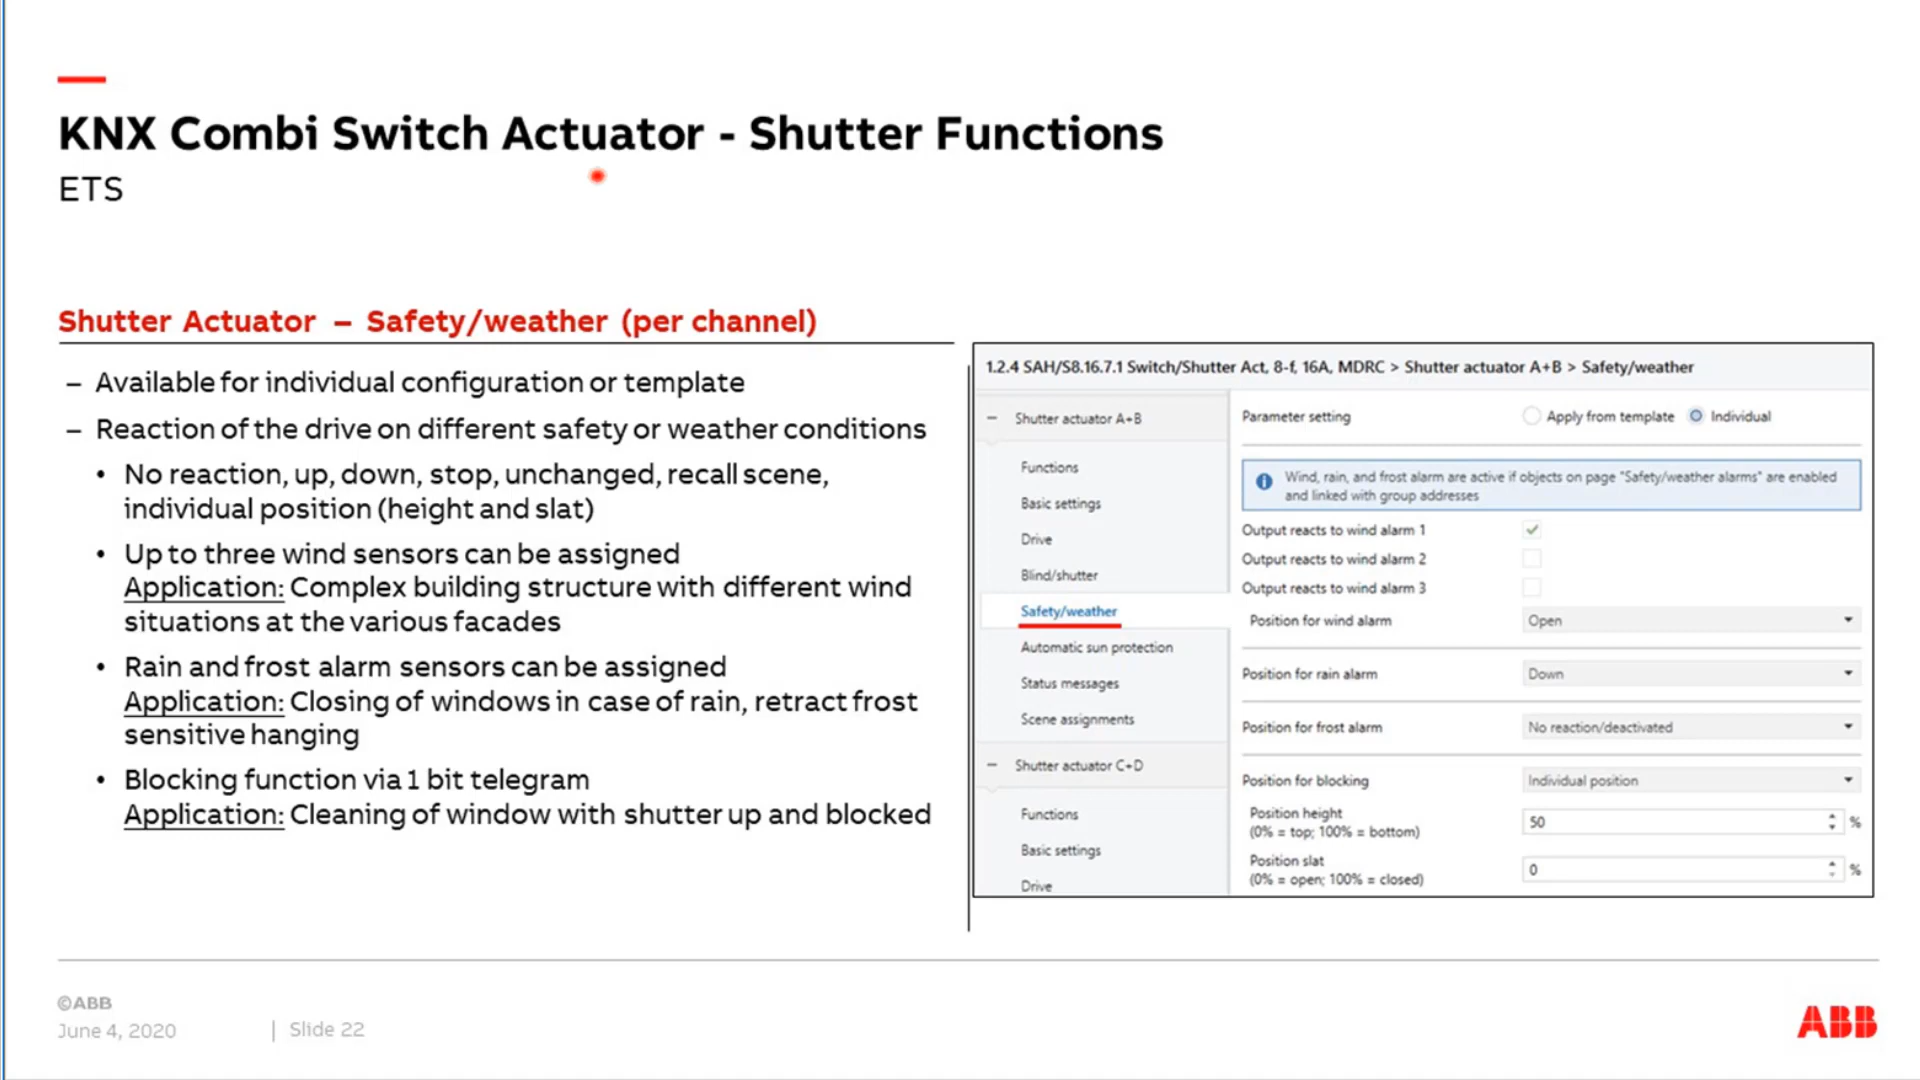 KNX Combi Switch Actuator - Shutter Functions
ETS
Shutter Actuator – Safety/weather (per channel)
– Available for individual configuration or template
– Reaction of the drive on different safety or weather conditions
• No reaction, up, down, stop, unchanged, recall scene,
individual position (height and slat)
• Up to three wind sensors can be assigned
Application: Complex building structure with different wind
situations at the various facades
• Rain and frost alarm sensors can be assigned
Application: Closing of windows in case of rain, retract frost
sensitive hanging
• Blocking function via 1 bit telegram
Application: Cleaning of window with shutter up and blocked
1.2.4 SAH/S8.16.7.1 Switch/Shutter Act, 8-f, 16A, MDRC > Shutter actuator A+B > Safety/weather
Shutter actuator A+B
Functions
Basic settings
Drive
Blind/shutter
Safety/weather
Automatic sun protection
Status messages
Scene assignments
Shutter actuator C+D
Functions
Basic settings
Drive
Parameter setting Apply from template Individual
Wind, rain, and frost alarm are active if objects on page "Safety/weather alarms" are enabled
and linked with group addresses
Output reacts to wind alarm 1
Output reacts to wind alarm 2
Output reacts to wind alarm 3
Position for wind alarm Open
Position for rain alarm Down
Position for frost alarm No reaction/deactivated
Position for blocking Individual position
Position height
(0% = top; 100% = bottom) 50 %
Position slat
(0% = open; 100% = closed) 0 %
©ABB
June 4, 2020 | Slide 22
ABB